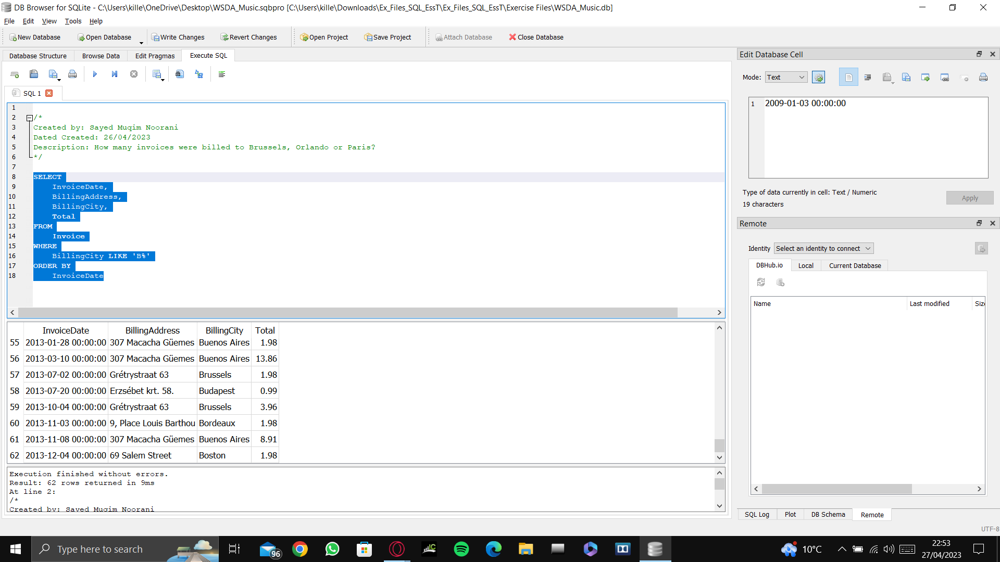 DB Browser for SQLite - C:\Users\kille\OneDrive\Desktop\WSDA_Music.sqbpro [C:\Users\kille\Downloads\Ex_Files_SQL_EssT\Ex_Files_SQL_EssT\Exercise Files\WSDA_Music.db]
File Edit View Tools Help
New Database Open Database Write Changes Revert Changes Open Project Save Project Attach Database Close Database
Database Structure Browse Data Edit Pragmas Execute SQL
SQL 1
1
2 /*
3 Created by: Sayed Muqim Noorani
4 Dated Created: 26/04/2023
5 Description: How many invoices were billed to Brussels, Orlando or Paris?
6 */
7
8 SELECT
9 InvoiceDate,
10 BillingAddress,
11 BillingCity,
12 Total
13 FROM
14 Invoice
15 WHERE
16 BillingCity LIKE 'B%'
17 ORDER BY
18 InvoiceDate
InvoiceDate BillingAddress BillingCity Total
55 2013-01-28 00:00:00 307 Macacha Güemes Buenos Aires 1.98
56 2013-03-10 00:00:00 307 Macacha Güemes Buenos Aires 13.86
57 2013-07-02 00:00:00 Grétrystraat 63 Brussels 1.98
58 2013-07-20 00:00:00 Erzsébet krt. 58. Budapest 0.99
59 2013-10-04 00:00:00 Grétrystraat 63 Brussels 3.96
60 2013-11-03 00:00:00 9, Place Louis Barthou Bordeaux 1.98
61 2013-11-08 00:00:00 307 Macacha Güemes Buenos Aires 8.91
62 2013-12-04 00:00:00 69 Salem Street Boston 1.98
Execution finished without errors.
Result: 62 rows returned in 9ms
At line 2:
/*
Created by: Sayed Muqim Noorani
Edit Database Cell
Mode: Text
1 2009-01-03 00:00:00
Type of data currently in cell: Text / Numeric
19 characters
Apply
Remote
Identity Select an identity to connect
DBHub.io Local Current Database
Name Last modified Siz
SQL Log Plot DB Schema Remote
UTF-8
Type here to search
96
10°C
22:53
27/04/2023